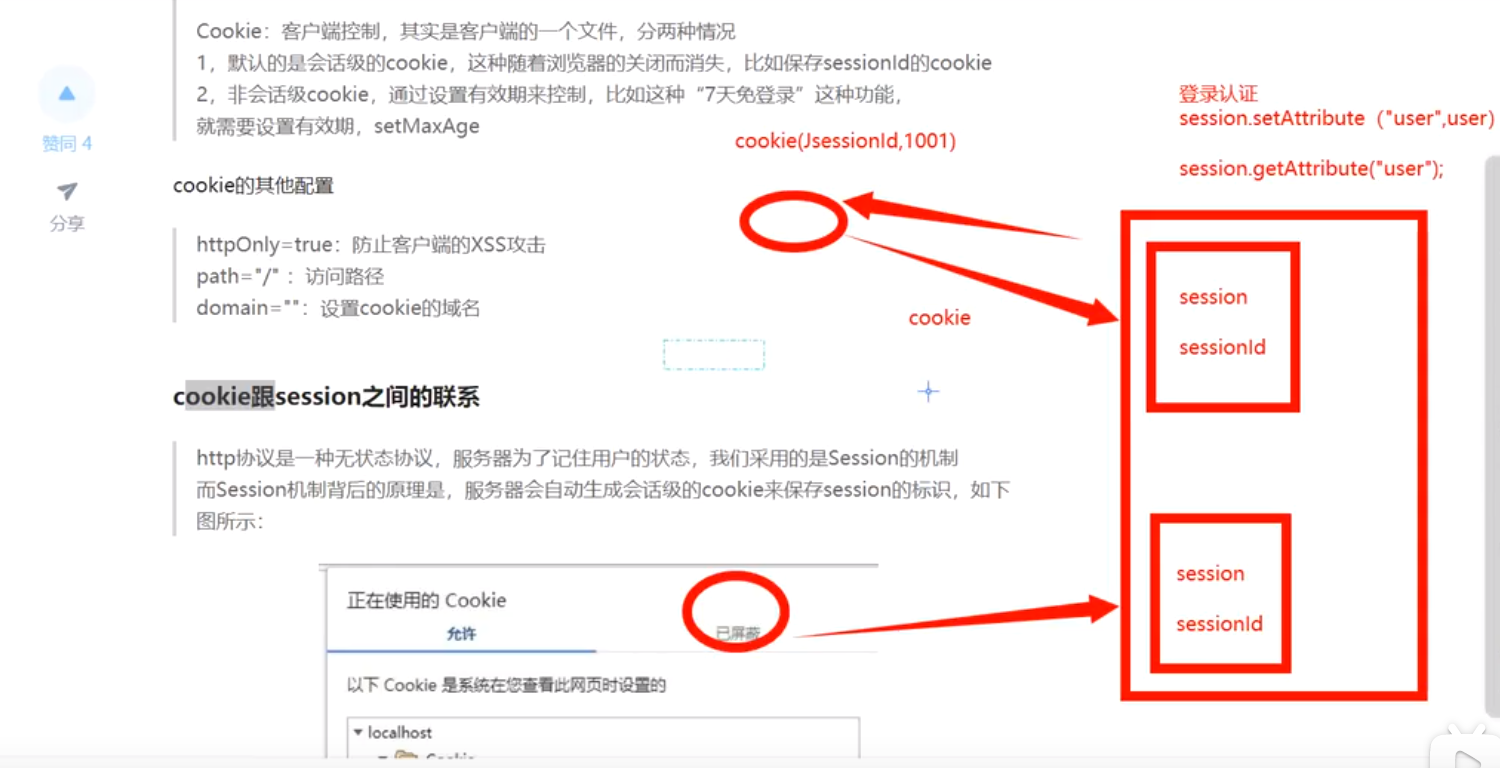 Cookie：客户端控制，其实是客户端的一个文件，分两种情况
1，默认的是会话级的cookie，这种随着浏览器的关闭而消失，比如保存sessionId的cookie
2，非会话级cookie，通过设置有效期来控制，比如这种“7天免登录”这种功能，
就需要设置有效期，setMaxAge
赞同 4
分享
cookie的其他配置
httpOnly=true：防止客户端的XSS攻击
path="/" ：访问路径
domain=""：设置cookie的域名
cookie跟session之间的联系
http协议是一种无状态协议，服务器为了记住用户的状态，我们采用的是Session的机制
而Session机制背后的原理是，服务器会自动生成会话级的cookie来保存session的标识，如下
图所示：
正在使用的 Cookie
允许
已屏蔽
以下 Cookie 是系统在您查看此网页时设置的
localhost
Cookie
cookie(JsessionId,1001)
cookie
登录认证
session.setAttribute（"user",user)
session.getAttribute("user");
session
sessionId
session
sessionId